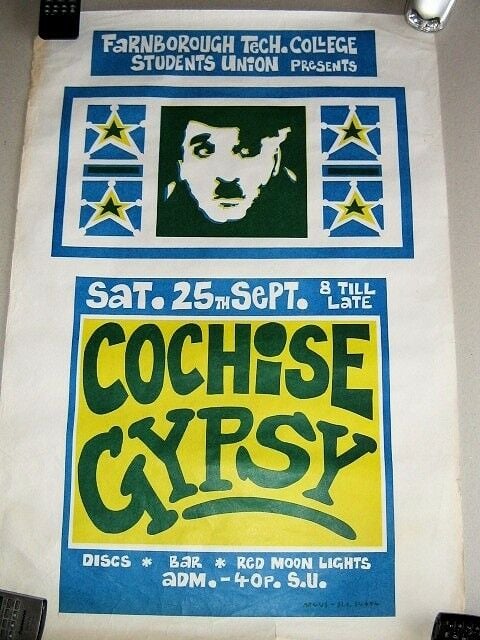 FARNBOROUGH TECH. COLLEGE
STUDENTS UNION PRESENTS
SAT. 25TH SEPT. 8 TILL LATE
COCHISE
GYPSY
DISCS * BAR * RED MOON LIGHTS
ADM. - 40P. S.U.